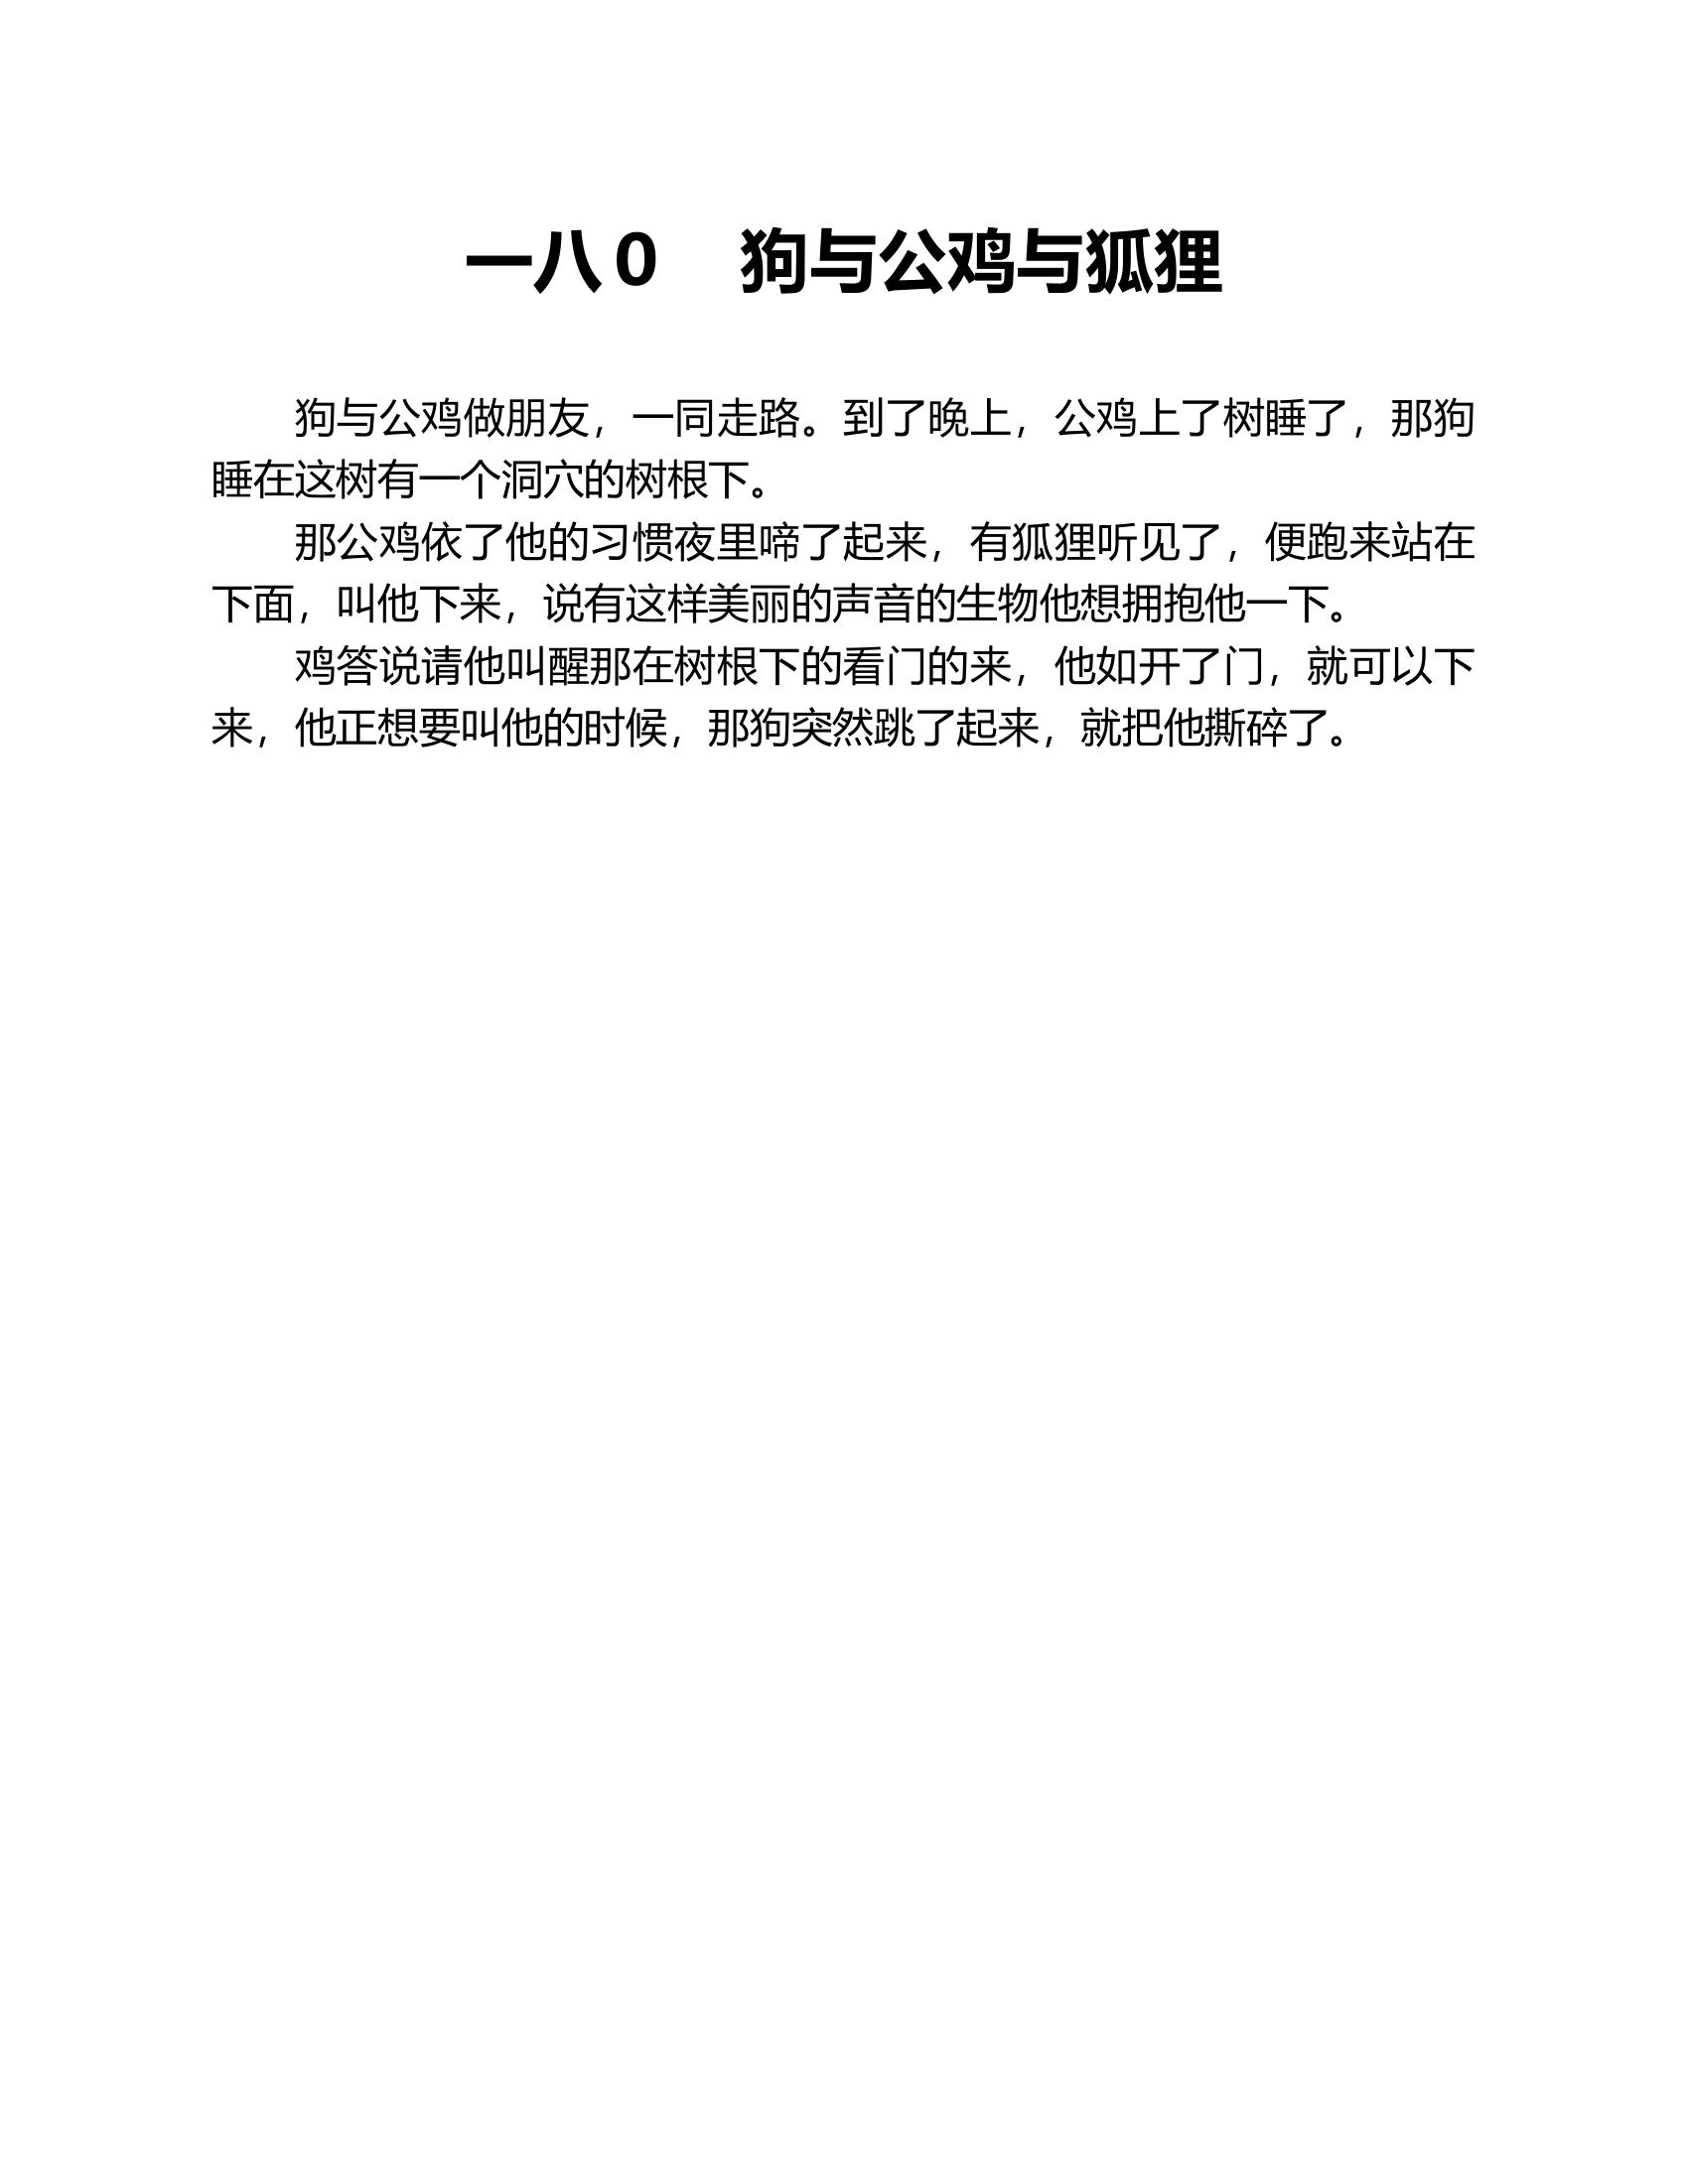 一八０　狗与公鸡与狐狸
狗与公鸡做朋友，一同走路。到了晚上，公鸡上了树睡了，那狗
睡在这树有一个洞穴的树根下。
那公鸡依了他的习惯夜里啼了起来，有狐狸听见了，便跑来站在
下面，叫他下来，说有这样美丽的声音的生物他想拥抱他一下。
鸡答说请他叫醒那在树根下的看门的来，他如开了门，就可以下
来，他正想要叫他的时候，那狗突然跳了起来，就把他撕碎了。